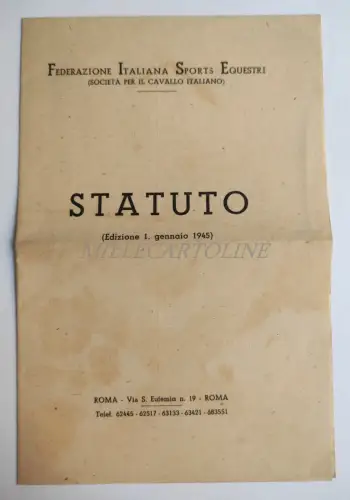 Federazione Italiana Sports Equestri
(SOCIETÀ PER IL CAVALLO ITALIANO)
STATUTO
(Edizione 1. gennaio 1945)
MILLECARTOLINE
ROMA - Via S. Eufemia n. 19 - ROMA
Telef. 62445 - 62517 - 63133 - 63421 - 683551